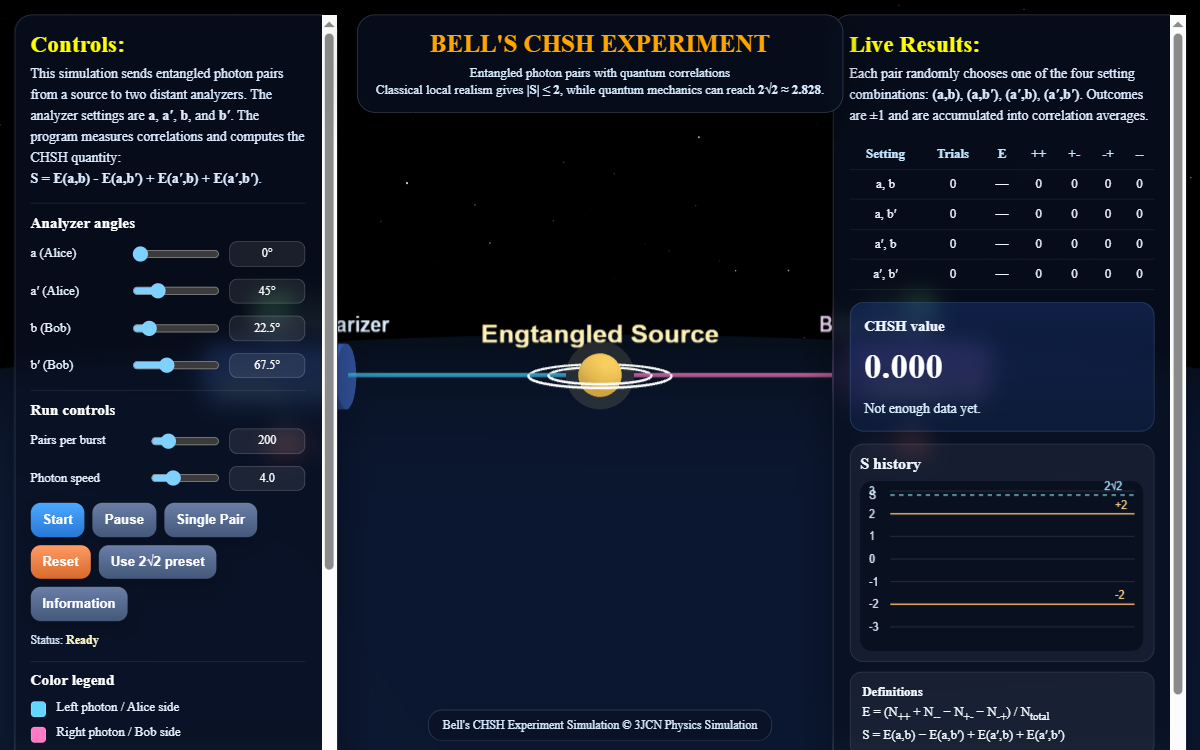 Controls:
This simulation sends entangled photon pairs
from a source to two distant analyzers. The
analyzer settings are a, a′, b, and b′. The
program measures correlations and computes the
CHSH quantity:
S = E(a,b) - E(a,b′) + E(a′,b) + E(a′,b′).
Analyzer angles
a (Alice) 0°
a′ (Alice) 45°
b (Bob) 22.5°
b′ (Bob) 67.5°
Run controls
Pairs per burst 200
Photon speed 4.0
Start Pause Single Pair
Reset Use 2√2 preset
Information
Status: Ready
Color legend
Left photon / Alice side
Right photon / Bob side
BELL'S CHSH EXPERIMENT
Entangled photon pairs with quantum correlations
Classical local realism gives |S| ≤ 2, while quantum mechanics can reach 2√2 ≈ 2.828.
arizer
Engtangled Source
B
Bell's CHSH Experiment Simulation © 3JCN Physics Simulation
Live Results:
Each pair randomly chooses one of the four setting
combinations: (a,b), (a,b′), (a′,b), (a′,b′). Outcomes
are ±1 and are accumulated into correlation averages.
Setting Trials E ++ +- -+ --
a, b 0 — 0 0 0 0
a, b′ 0 — 0 0 0 0
a′, b 0 — 0 0 0 0
a′, b′ 0 — 0 0 0 0
CHSH value
0.000
Not enough data yet.
S history
2√2
3
S
+2
2
1
0
-1
-2
-2
-3
Definitions
E = (N++ + N-- − N+- − N-+) / Ntotal
S = E(a,b) − E(a,b′) + E(a′,b) + E(a′,b′)